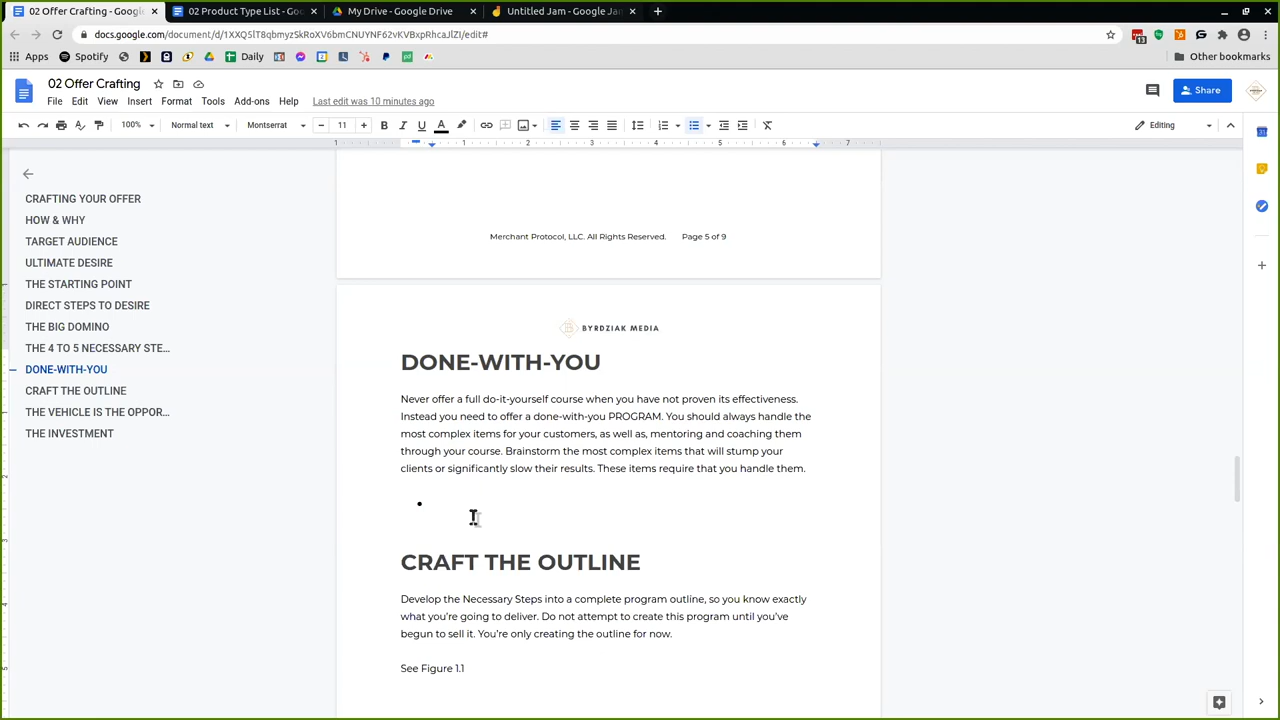 02 Offer Crafting - Googl
02 Product Type List - Goo
My Drive - Google Drive
Untitled Jam - Google Jam
docs.google.com/document/d/1XXQ5lT8qbmyzSkRoXV6bmCNUYNF62vKVBxpRhcaJlZI/edit#
13
Apps
Spotify
Daily
Other bookmarks
02 Offer Crafting
File Edit View Insert Format Tools Add-ons Help Last edit was 10 minutes ago
Share
100% Normal text Montserrat 11 B I U A Editing
1 1 2 3 4 5 6 7
CRAFTING YOUR OFFER
HOW & WHY
TARGET AUDIENCE
ULTIMATE DESIRE
THE STARTING POINT
DIRECT STEPS TO DESIRE
THE BIG DOMINO
THE 4 TO 5 NECESSARY STE...
DONE-WITH-YOU
CRAFT THE OUTLINE
THE VEHICLE IS THE OPPOR...
THE INVESTMENT
Merchant Protocol, LLC. All Rights Reserved. Page 5 of 9
BYRDZIAK MEDIA
DONE-WITH-YOU
Never offer a full do-it-yourself course when you have not proven its effectiveness.
Instead you need to offer a done-with-you PROGRAM. You should always handle the
most complex items for your customers, as well as, mentoring and coaching them
through your course. Brainstorm the most complex items that will stump your
clients or significantly slow their results. These items require that you handle them.
CRAFT THE OUTLINE
Develop the Necessary Steps into a complete program outline, so you know exactly
what you're going to deliver. Do not attempt to create this program until you've
begun to sell it. You're only creating the outline for now.
See Figure 1.1